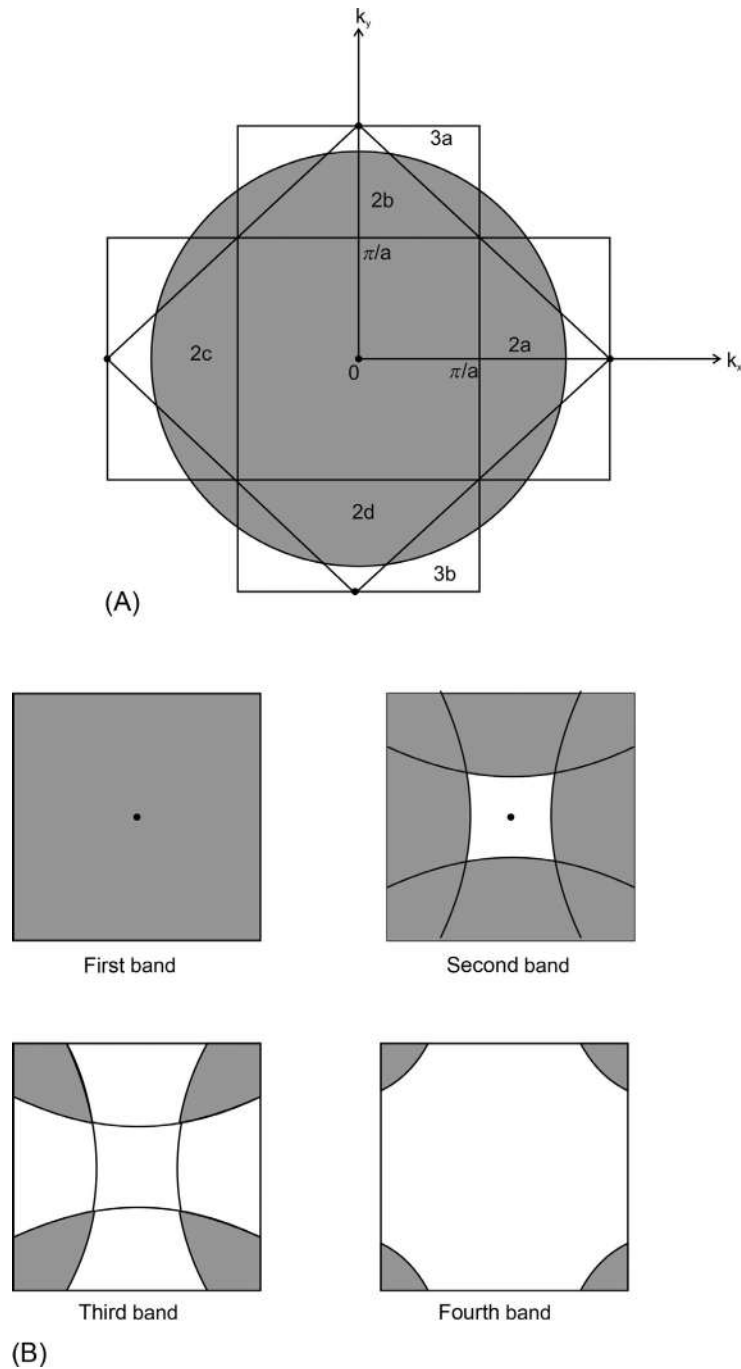 k_y
3a
2b
π/a
2c
2a
0
π/a
k_x
2d
3b
(A)
First band
Second band
Third band
Fourth band
(B)